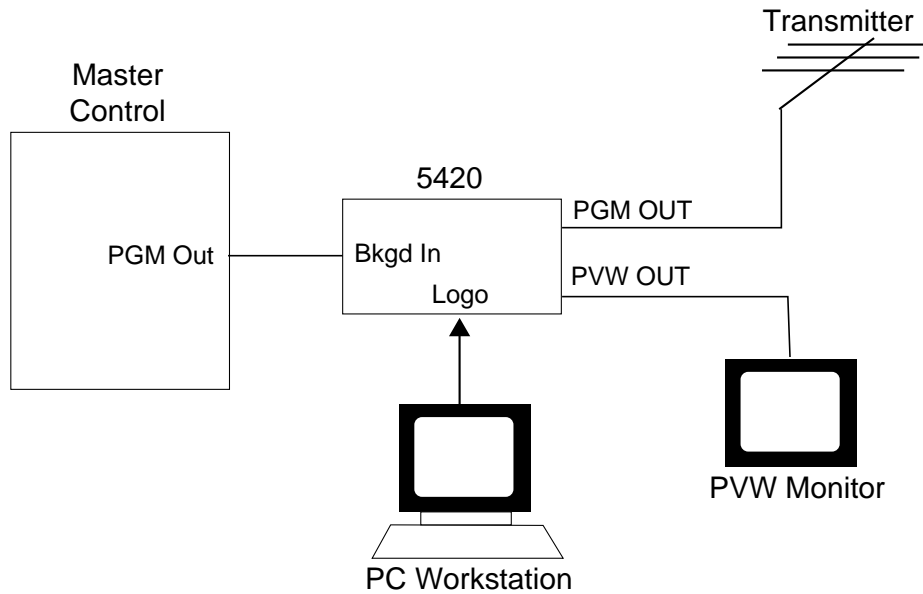 Transmitter
Master
Control
5420
PGM OUT
PGM Out
Bkgd In
PVW OUT
Logo
PVW Monitor
PC Workstation